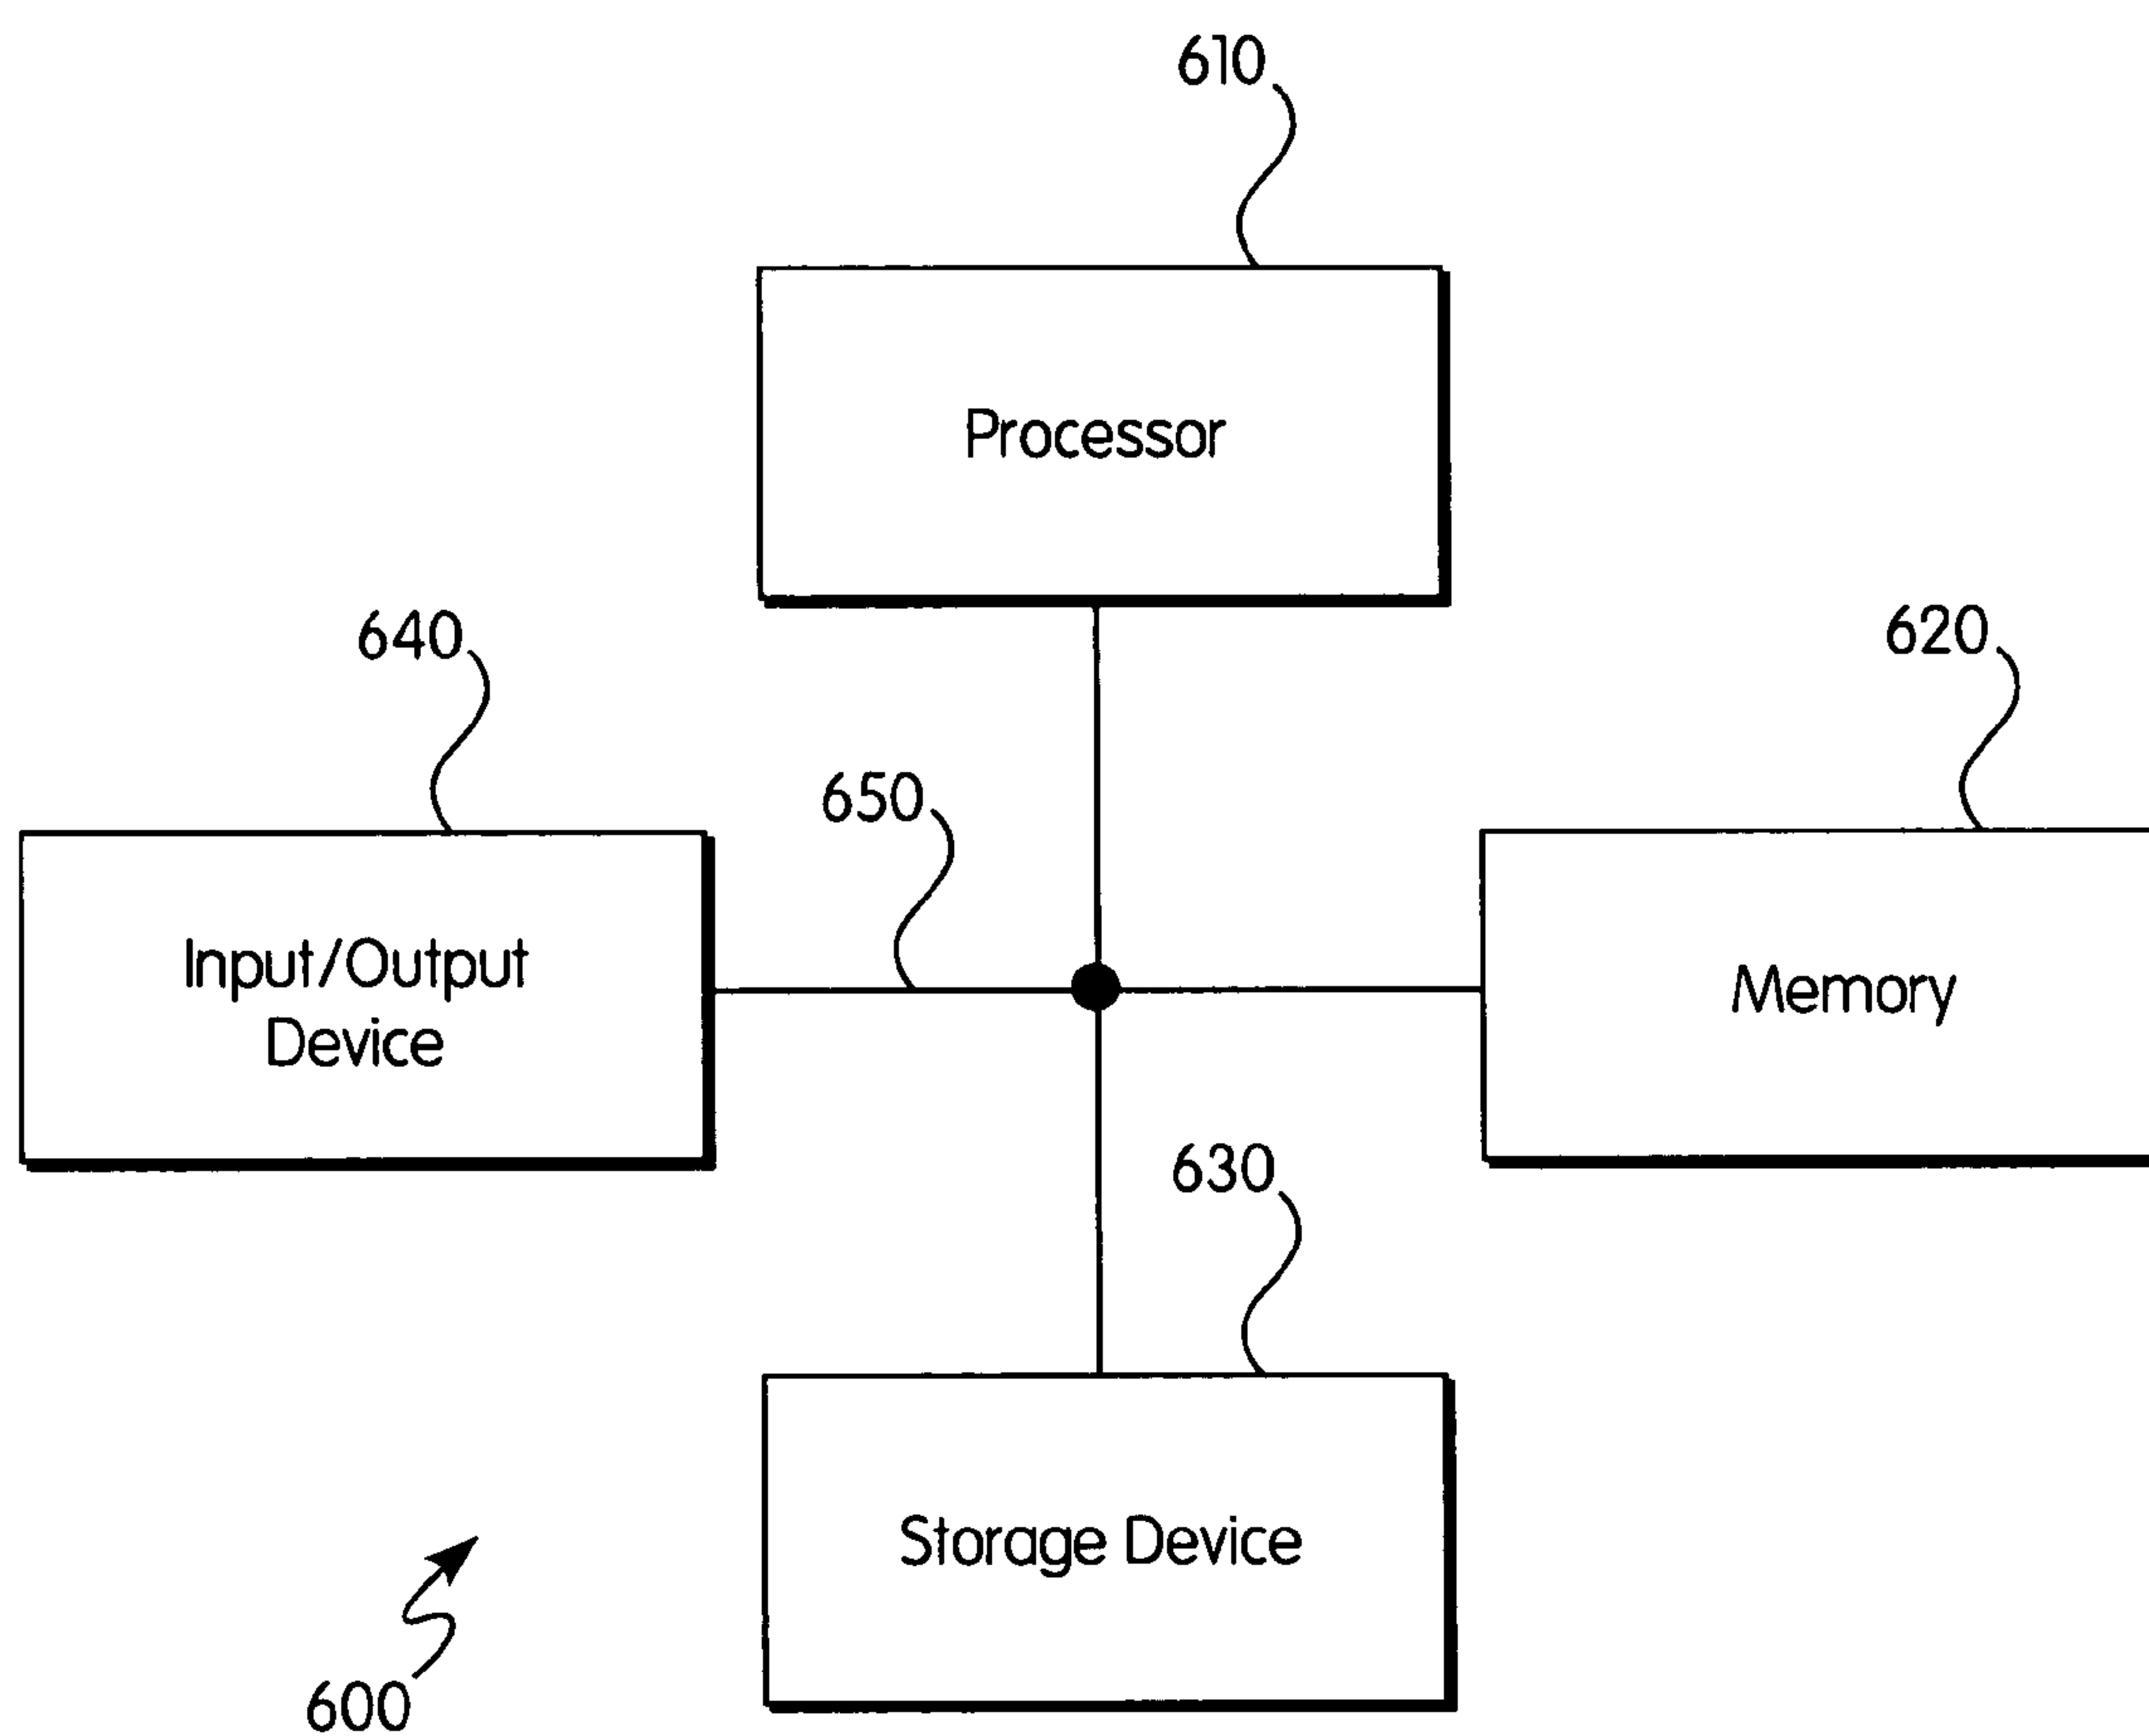 610
Processor
640
620
650
Input/Output
Device
Memory
630
Storage Device
600